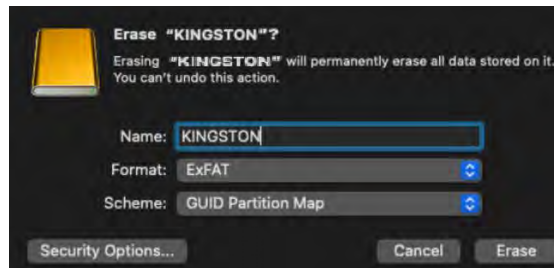 Erase “KINGSTON”?
Erasing “KINGSTON” will permanently erase all data stored on it.
You can’t undo this action.
Name: KINGSTON
Format: ExFAT
Scheme: GUID Partition Map
Security Options... Cancel Erase